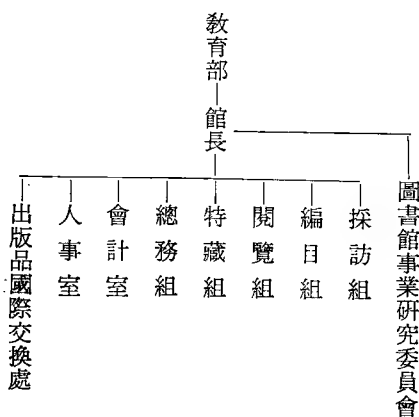 教育部
館長
圖書館事業研究委員會
採訪組
編目組
閱覽組
特藏組
總務組
會計室
人事室
出版品國際交換處